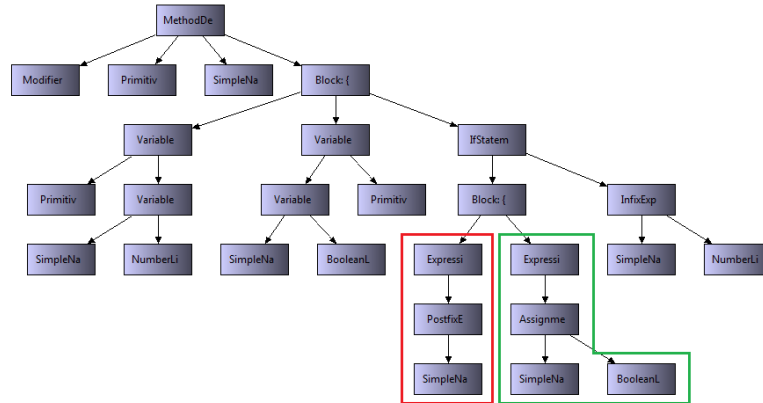 MethodDe
Modifier Primitiv SimpleNa Block: {
Variable Variable IfStatem
Primitiv Variable Variable Primitiv Block: { InfixExp
SimpleNa NumberLi SimpleNa BooleanL Expressi Expressi SimpleNa NumberLi
PostfixE Assignme
SimpleNa SimpleNa BooleanL